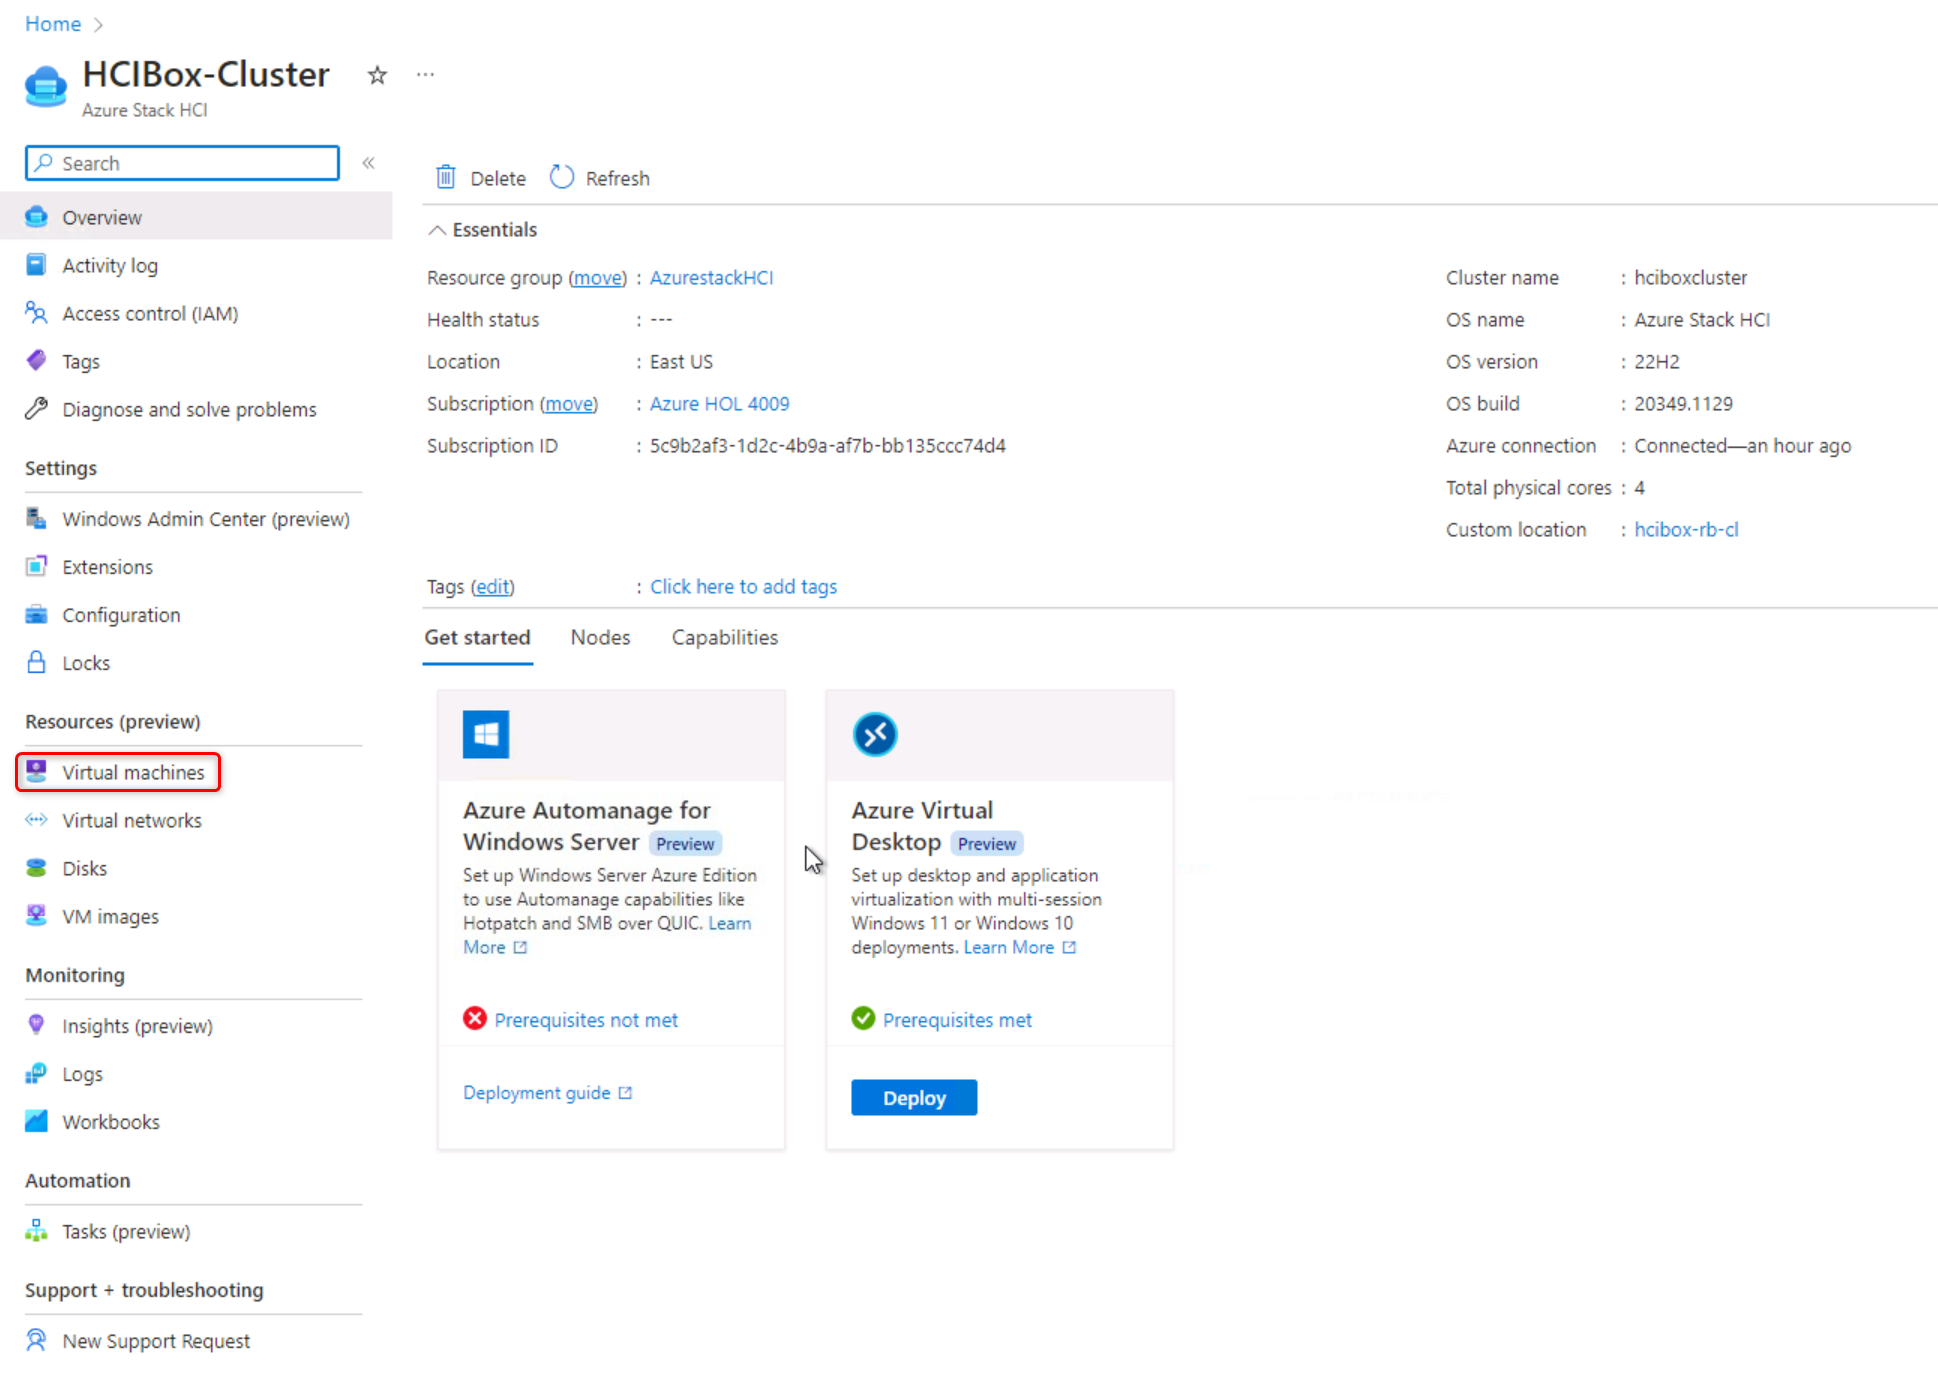 Home >
HCIBox-Cluster ☆ ···
Azure Stack HCI
Search «
Overview
Activity log
Access control (IAM)
Tags
Diagnose and solve problems
Settings
Windows Admin Center (preview)
Extensions
Configuration
Locks
Resources (preview)
Virtual machines
Virtual networks
Disks
VM images
Monitoring
Insights (preview)
Logs
Workbooks
Automation
Tasks (preview)
Support + troubleshooting
New Support Request
Delete Refresh
Essentials
Resource group (move) : AzurestackHCI
Health status : ---
Location : East US
Subscription (move) : Azure HOL 4009
Subscription ID : 5c9b2af3-1d2c-4b9a-af7b-bb135ccc74d4
Cluster name : hciboxcluster
OS name : Azure Stack HCI
OS version : 22H2
OS build : 20349.1129
Azure connection : Connected—an hour ago
Total physical cores : 4
Custom location : hcibox-rb-cl
Tags (edit) : Click here to add tags
Get started Nodes Capabilities
Azure Automanage for
Windows Server Preview
Set up Windows Server Azure Edition
to use Automanage capabilities like
Hotpatch and SMB over QUIC. Learn
More
Prerequisites not met
Deployment guide
Azure Virtual
Desktop Preview
Set up desktop and application
virtualization with multi-session
Windows 11 or Windows 10
deployments. Learn More
Prerequisites met
Deploy